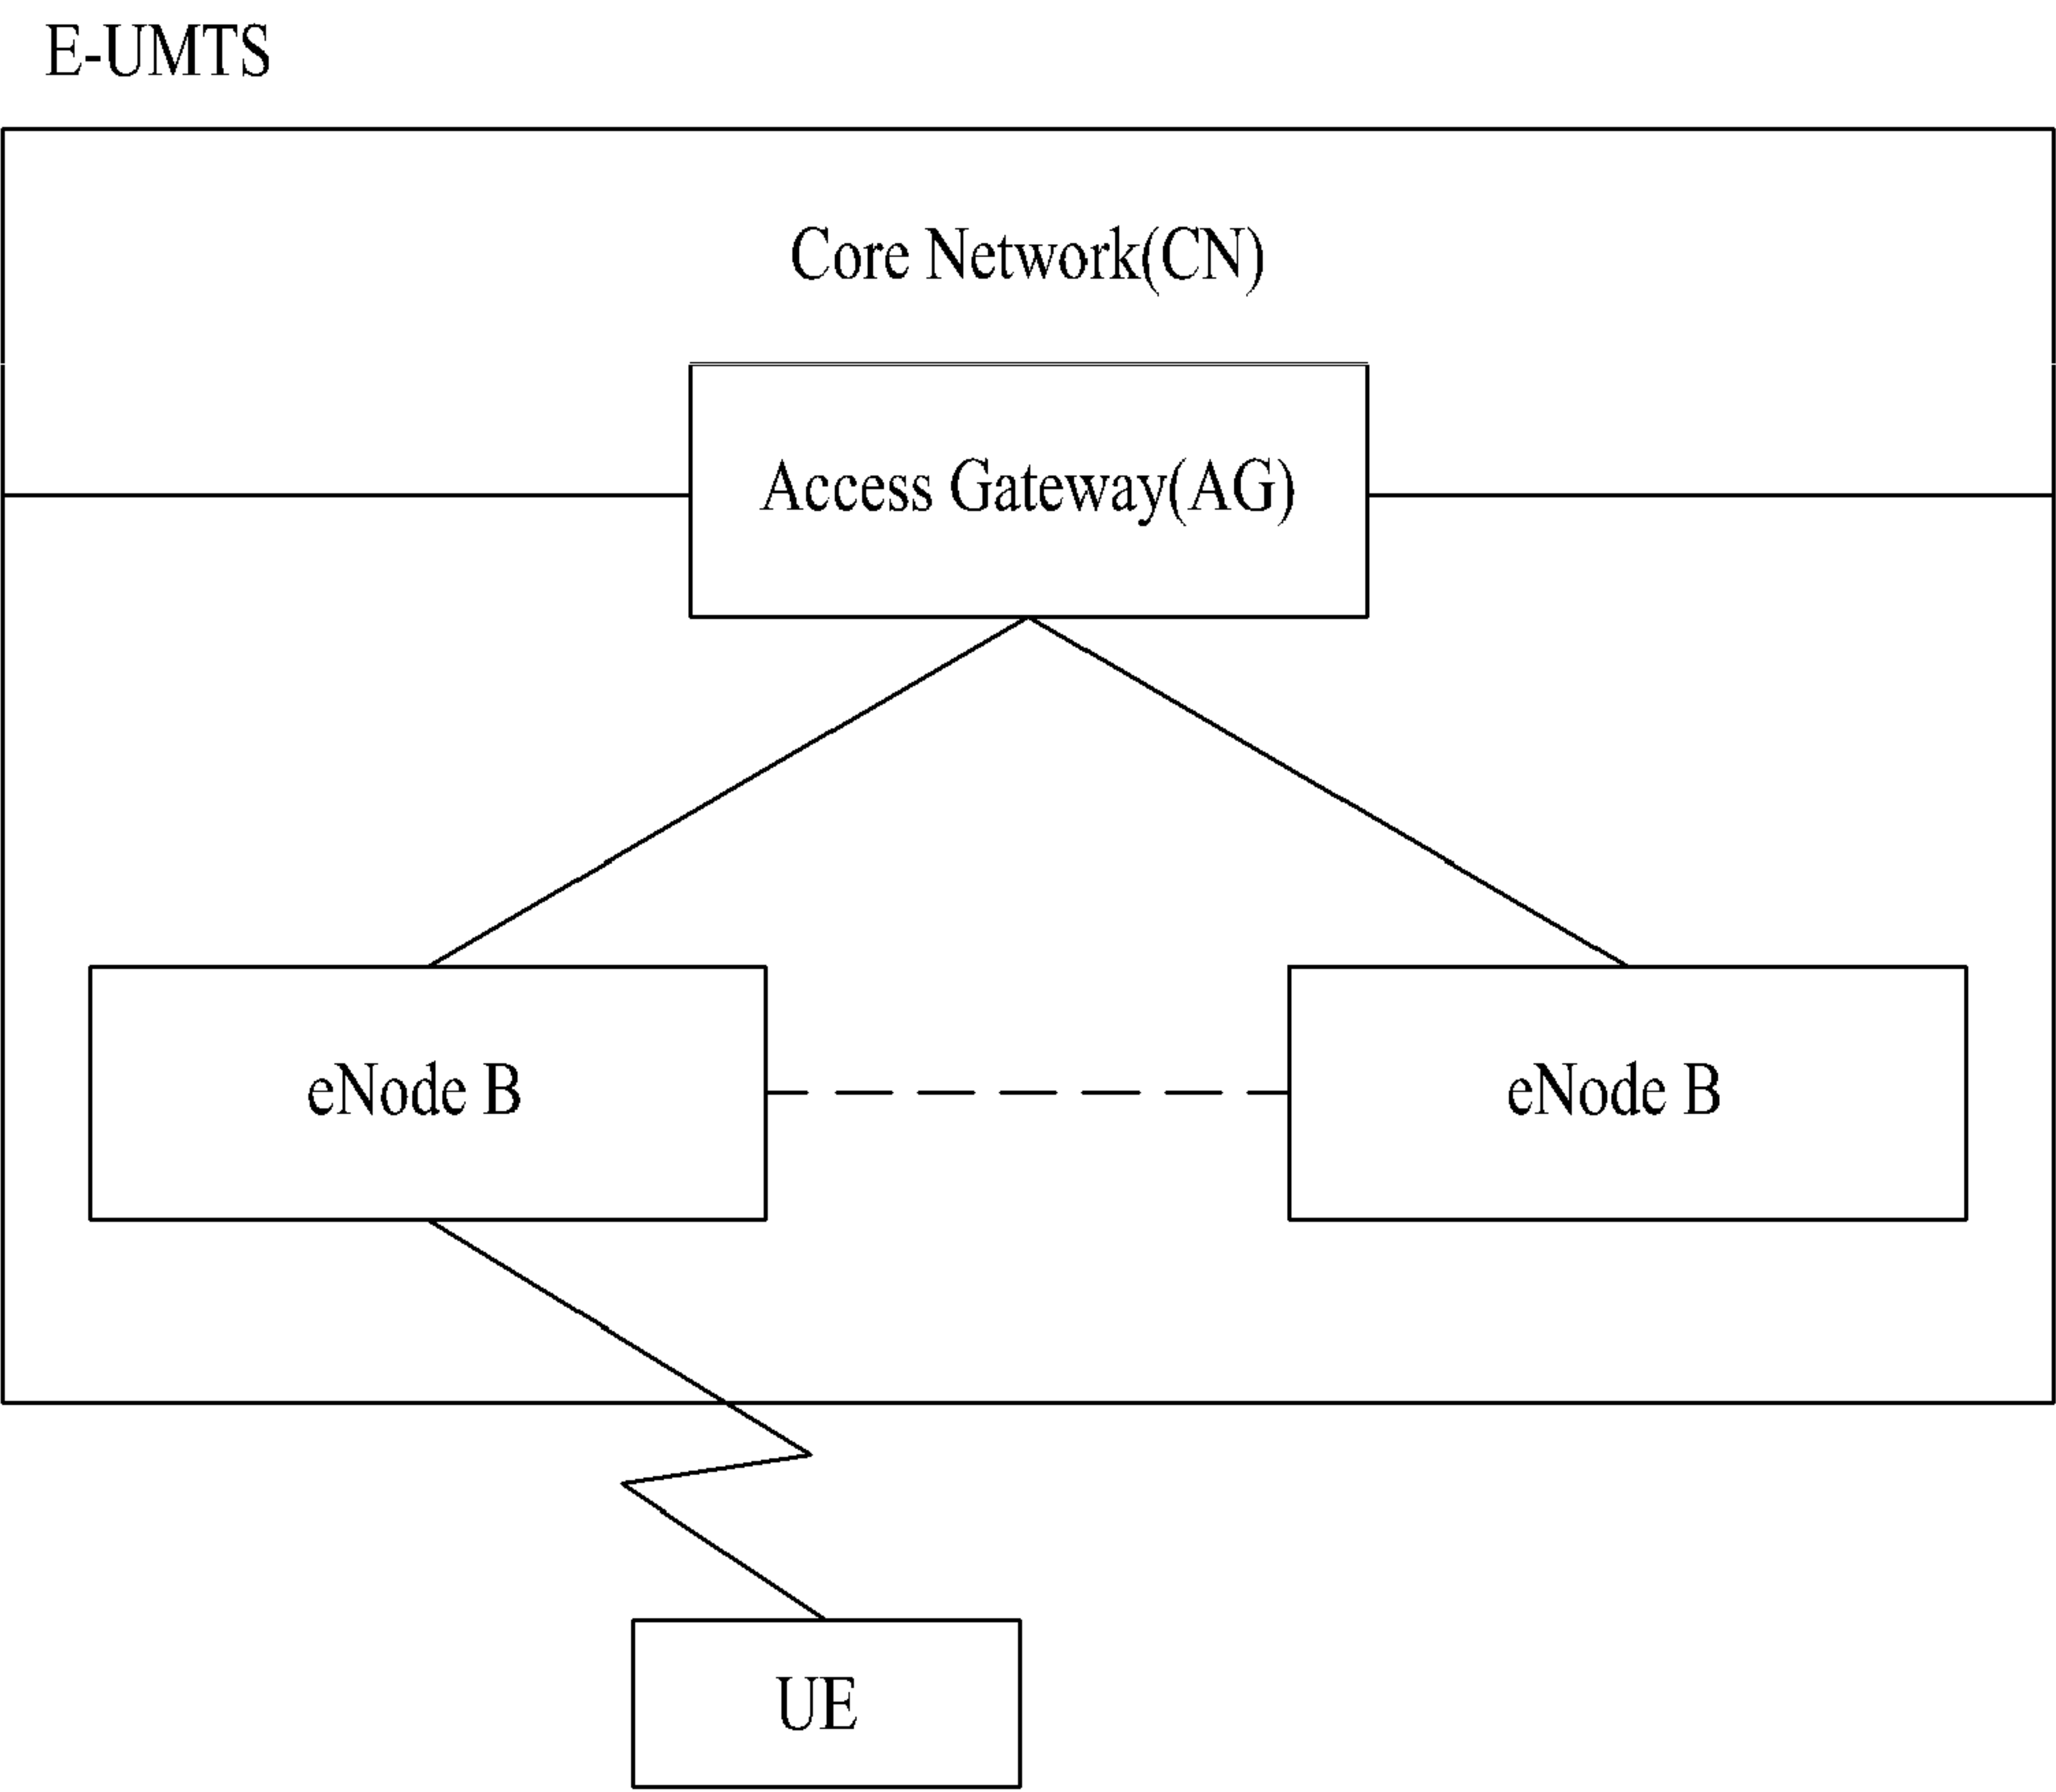 E-UMTS
Core Network(CN)
Access Gateway(AG)
eNode B
eNode B
UE